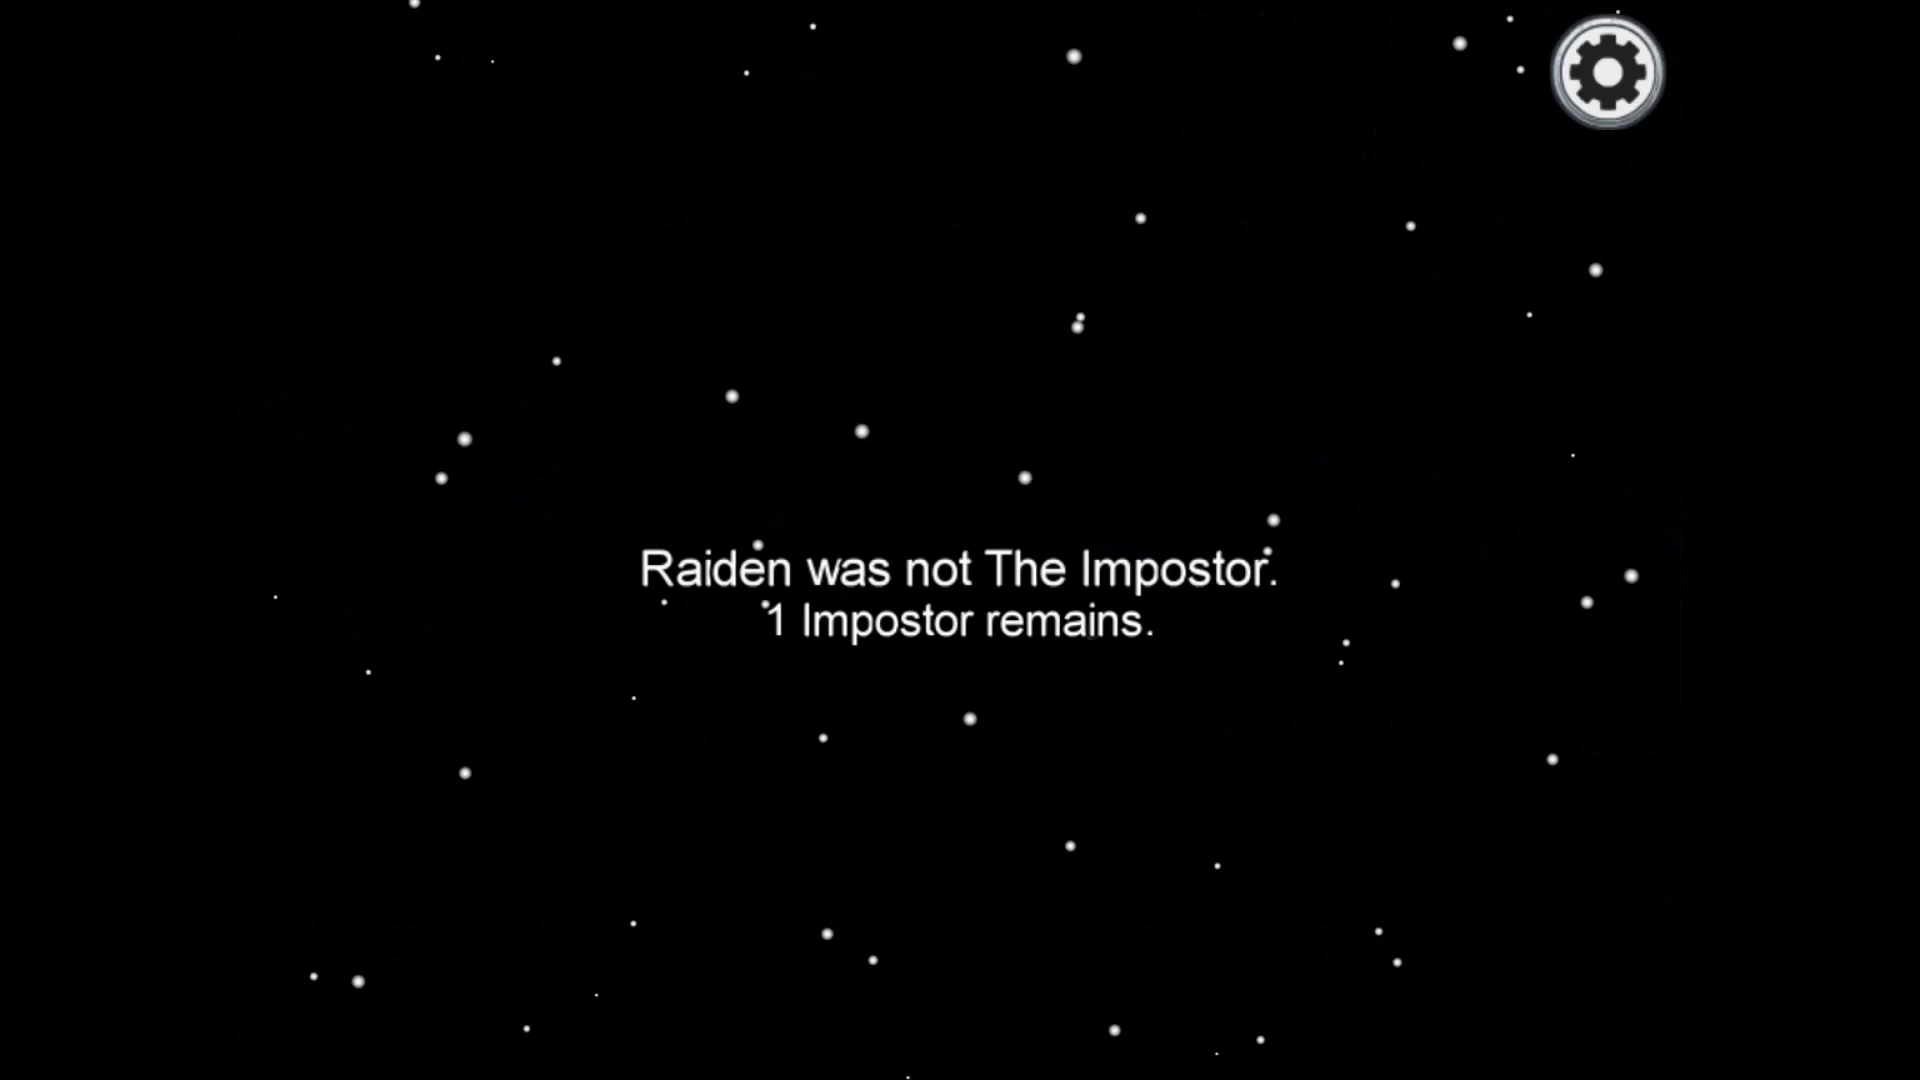 Raiden was not The Impostor.
1 Impostor remains.